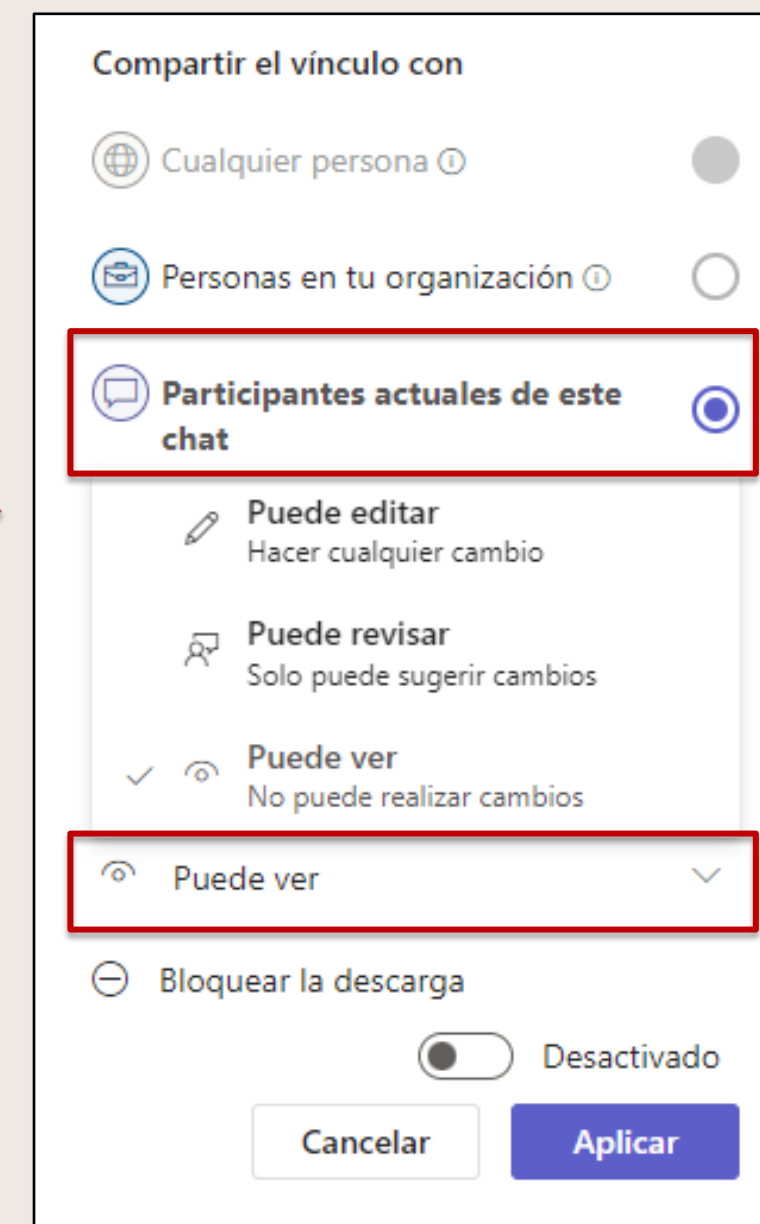 Compartir el vínculo con
Cualquier persona
Personas en tu organización
Participantes actuales de este
chat
Puede editar
Hacer cualquier cambio
Puede revisar
Solo puede sugerir cambios
Puede ver
No puede realizar cambios
Puede ver
Bloquear la descarga
Desactivado
Cancelar
Aplicar